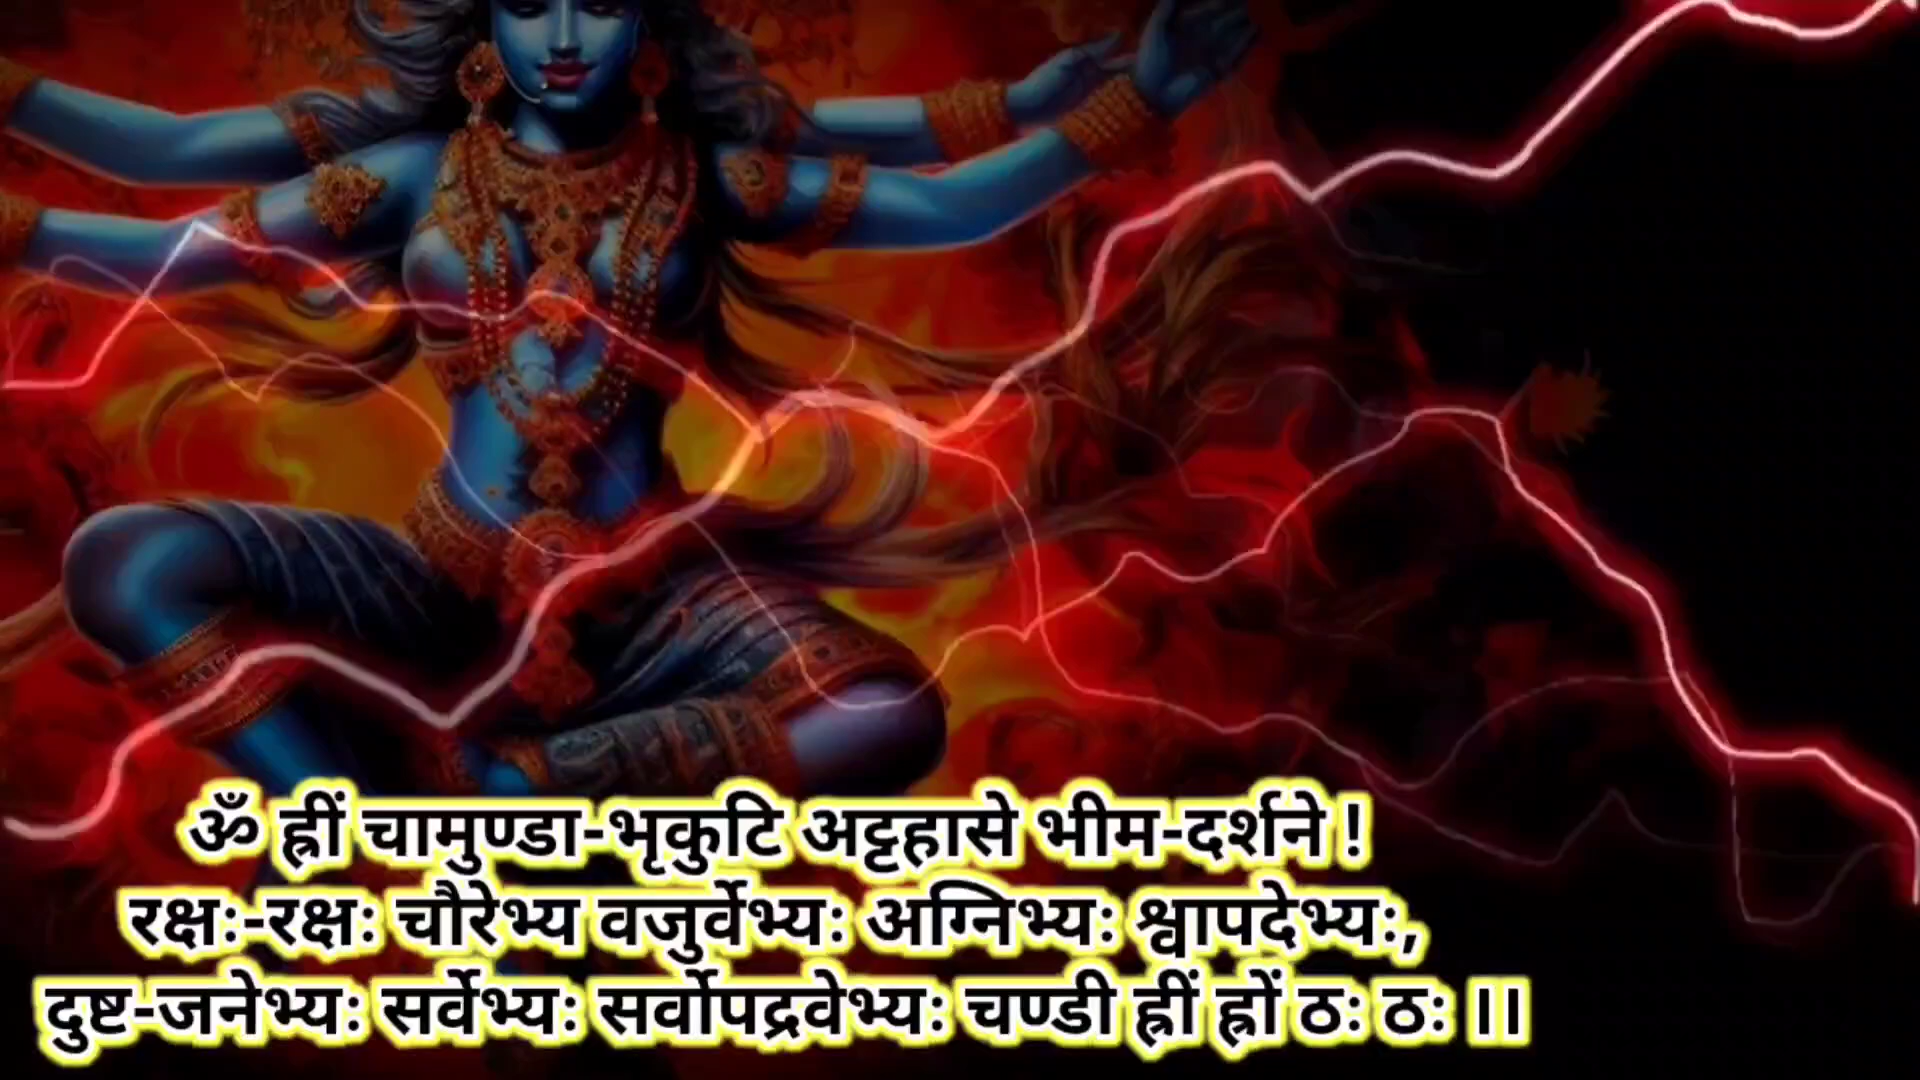 ॐ ह्रीं चामुण्डा-भृकुटि अट्टहासे भीम-दर्शने !
रक्षः-रक्षः चौरेभ्य वजुर्वेभ्यः अग्निभ्यः श्वापदेभ्यः,
दुष्ट-जनेभ्यः सर्वेभ्यः सर्वोपद्रवेभ्यः चण्डी ह्रीं ह्रों ठः ठः ।।